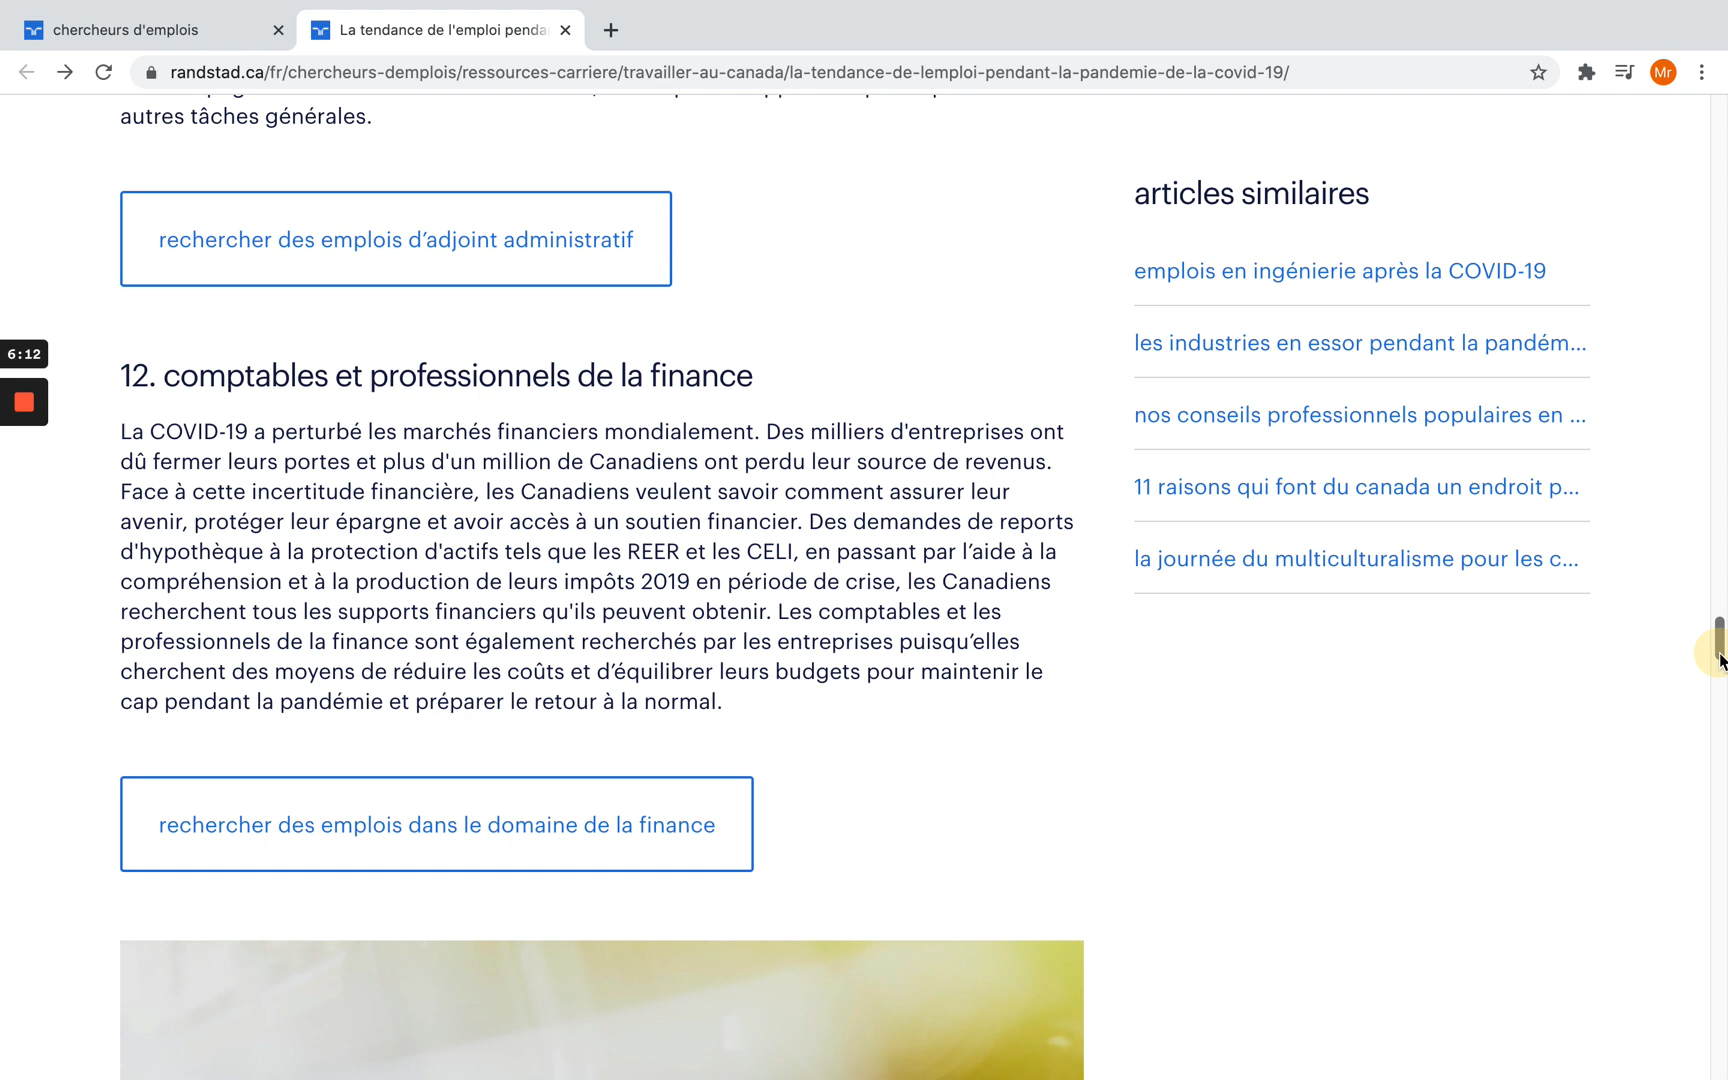 chercheurs d'emplois
La tendance de l'emploi penda
randstad.ca/fr/chercheurs-demplois/ressources-carriere/travailler-au-canada/la-tendance-de-lemploi-pendant-la-pandemie-de-la-covid-19/
Mr
autres tâches générales.
rechercher des emplois d’adjoint administratif
6:12
12. comptables et professionnels de la finance
La COVID-19 a perturbé les marchés financiers mondialement. Des milliers d'entreprises ont
dû fermer leurs portes et plus d'un million de Canadiens ont perdu leur source de revenus.
Face à cette incertitude financière, les Canadiens veulent savoir comment assurer leur
avenir, protéger leur épargne et avoir accès à un soutien financier. Des demandes de reports
d'hypothèque à la protection d'actifs tels que les REER et les CELI, en passant par l’aide à la
compréhension et à la production de leurs impôts 2019 en période de crise, les Canadiens
recherchent tous les supports financiers qu'ils peuvent obtenir. Les comptables et les
professionnels de la finance sont également recherchés par les entreprises puisqu’elles
cherchent des moyens de réduire les coûts et d’équilibrer leurs budgets pour maintenir le
cap pendant la pandémie et préparer le retour à la normal.
rechercher des emplois dans le domaine de la finance
articles similaires
emplois en ingénierie après la COVID-19
les industries en essor pendant la pandém...
nos conseils professionnels populaires en ...
11 raisons qui font du canada un endroit p...
la journée du multiculturalisme pour les c...